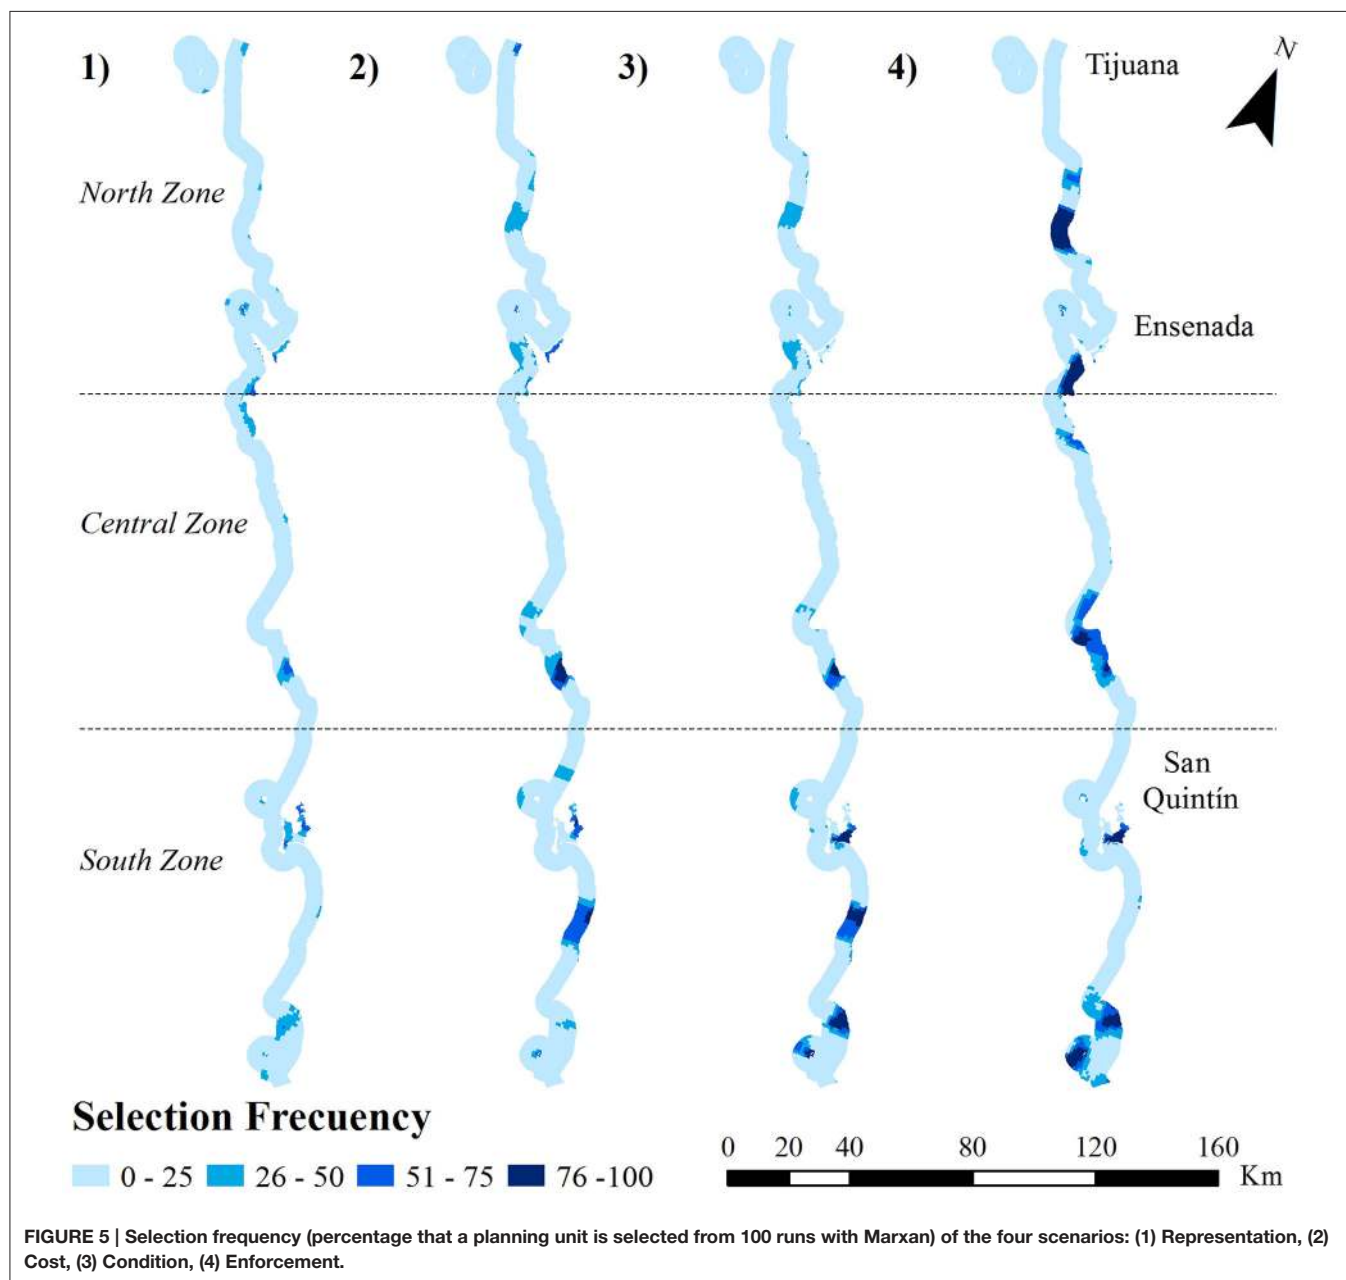 1)
2)
3)
4)
Tijuana
N
North Zone
Ensenada
Central Zone
San
Quintín
South Zone
Selection Frecuency
0 - 25
26 - 50
51 - 75
76 -100
0 20 40 80 120 160
Km
FIGURE 5 | Selection frequency (percentage that a planning unit is selected from 100 runs with Marxan) of the four scenarios: (1) Representation, (2)
Cost, (3) Condition, (4) Enforcement.